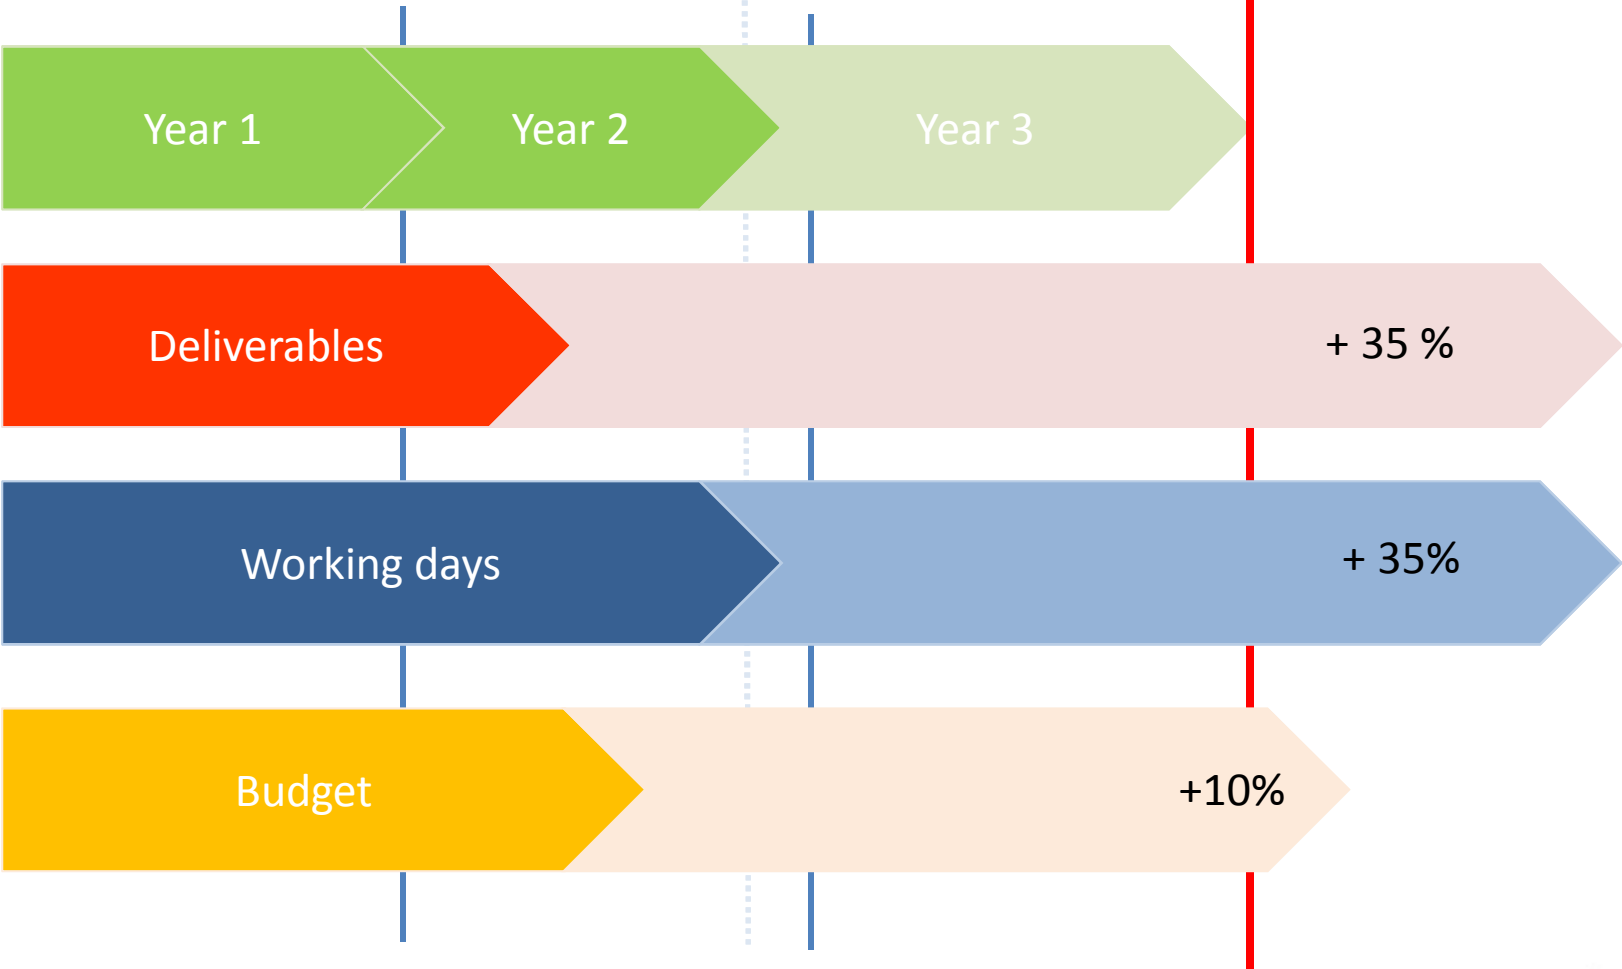 Year 1
Year 2
Year 3
Deliverables
+ 35 %
Working days
+ 35%
Budget
+10%